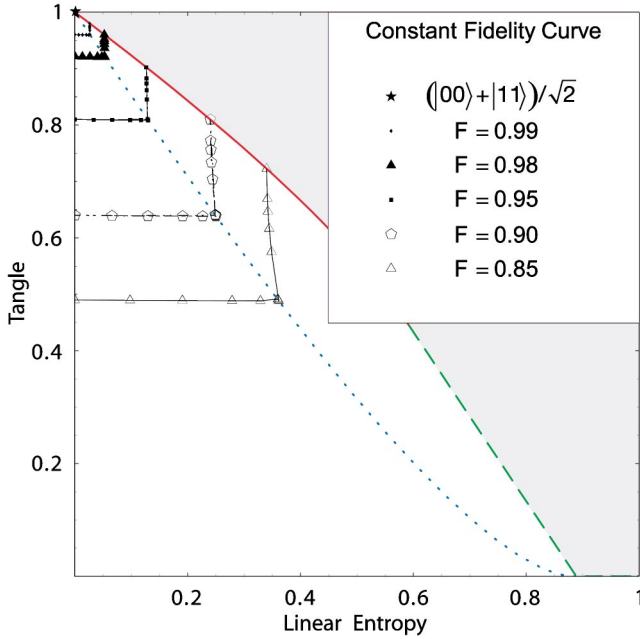 1
Constant Fidelity Curve
(|00⟩+|11⟩)/√2
F = 0.99
F = 0.98
F = 0.95
F = 0.90
F = 0.85
0.8
0.6
0.4
0.2
Tangle
0.2 0.4 0.6 0.8 1
Linear Entropy